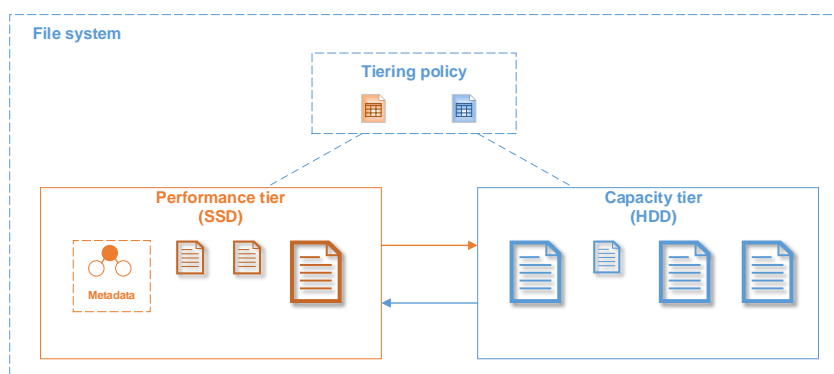 File system
Tiering policy
Performance tier
(SSD)
Metadata
Capacity tier
(HDD)